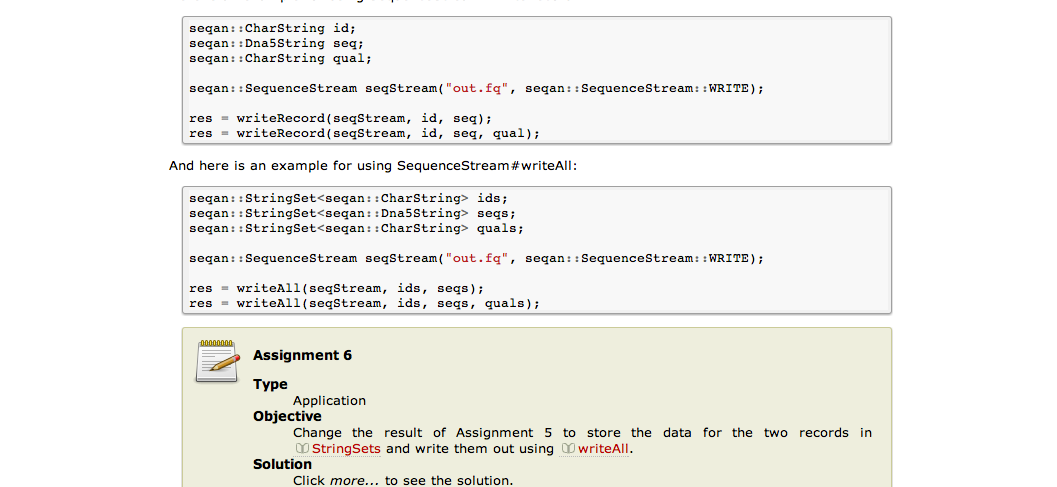 seqan::CharString id;
seqan::Dna5String seq;
seqan::CharString qual;
seqan::SequenceStream seqStream("out.fq", seqan::SequenceStream::WRITE);
res = writeRecord(seqStream, id, seq);
res = writeRecord(seqStream, id, seq, qual);
And here is an example for using SequenceStream#writeAll:
seqan::StringSet<seqan::CharString> ids;
seqan::StringSet<seqan::Dna5String> seqs;
seqan::StringSet<seqan::CharString> quals;
seqan::SequenceStream seqStream("out.fq", seqan::SequenceStream::WRITE);
res = writeAll(seqStream, ids, seqs);
res = writeAll(seqStream, ids, seqs, quals);
Assignment 6
Type
Application
Objective
Change the result of Assignment 5 to store the data for the two records in
StringSets and write them out using writeAll.
Solution
Click more... to see the solution.